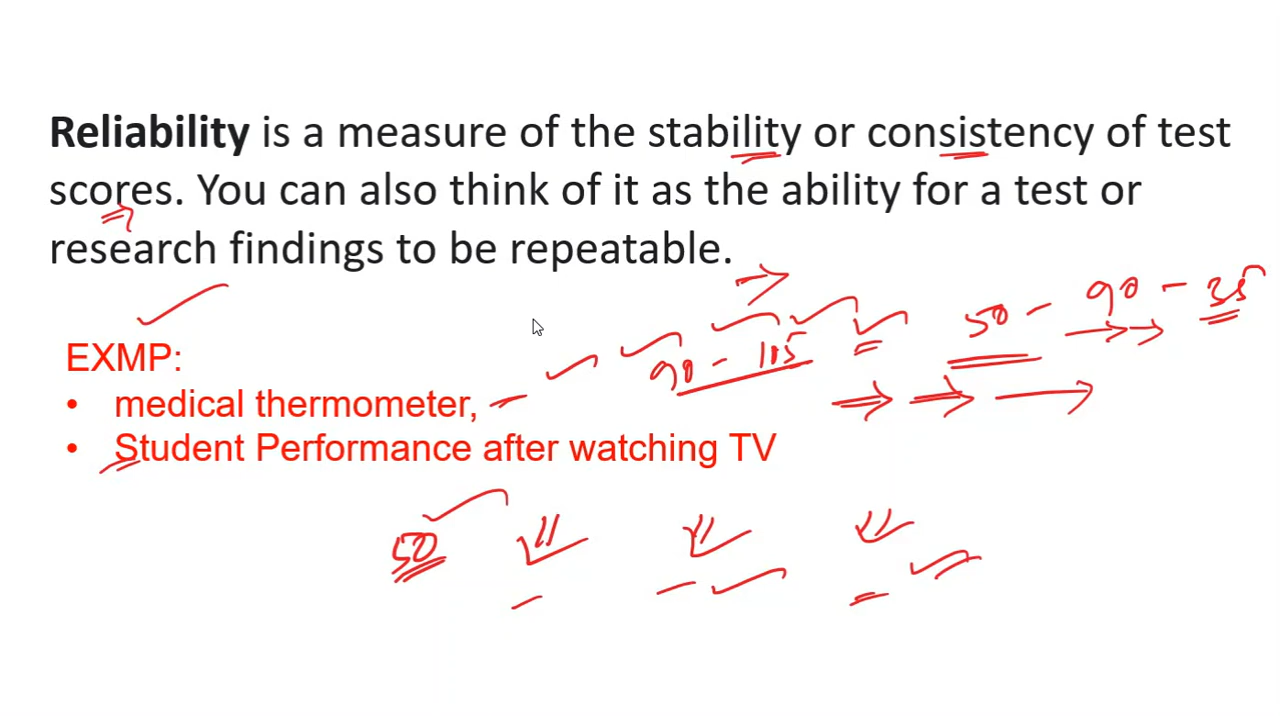 Reliability is a measure of the stability or consistency of test
scores. You can also think of it as the ability for a test or
research findings to be repeatable.
50 - 90 - 35
90 - 105
EXMP:
• medical thermometer,
• Student Performance after watching TV
50